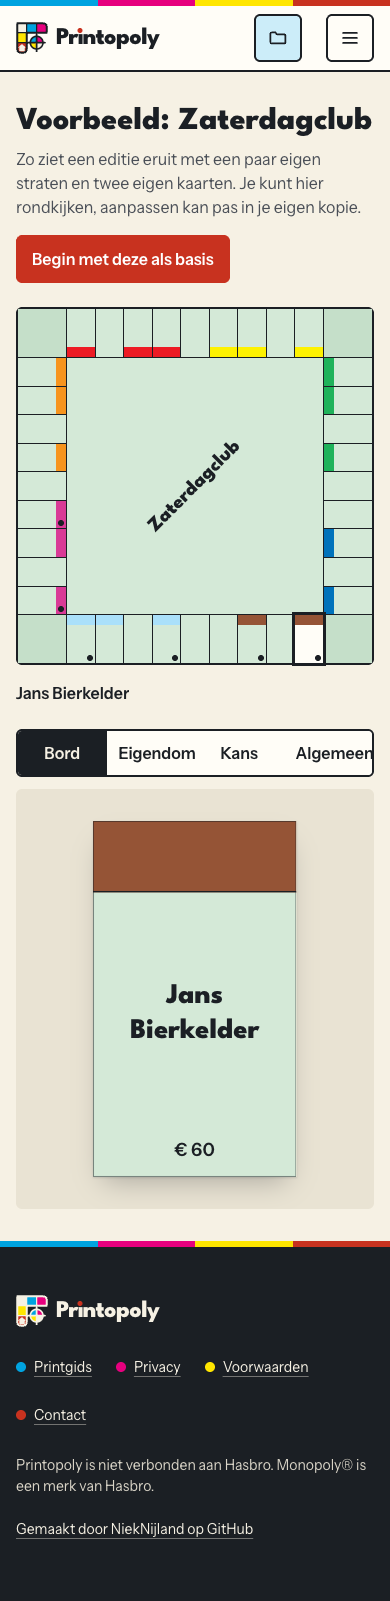 Printopoly
Voorbeeld: Zaterdagclub
Zo ziet een editie eruit met een paar eigen
straten en twee eigen kaarten. Je kunt hier
rondkijken, aanpassen kan pas in je eigen kopie.
Begin met deze als basis
Zaterdagclub
Jans Bierkelder
Bord Eigendom Kans Algemeen
Jans
Bierkelder
€ 60
Printopoly
Printgids Privacy Voorwaarden
Contact
Printopoly is niet verbonden aan Hasbro. Monopoly® is
een merk van Hasbro.
Gemaakt door NiekNijland op GitHub